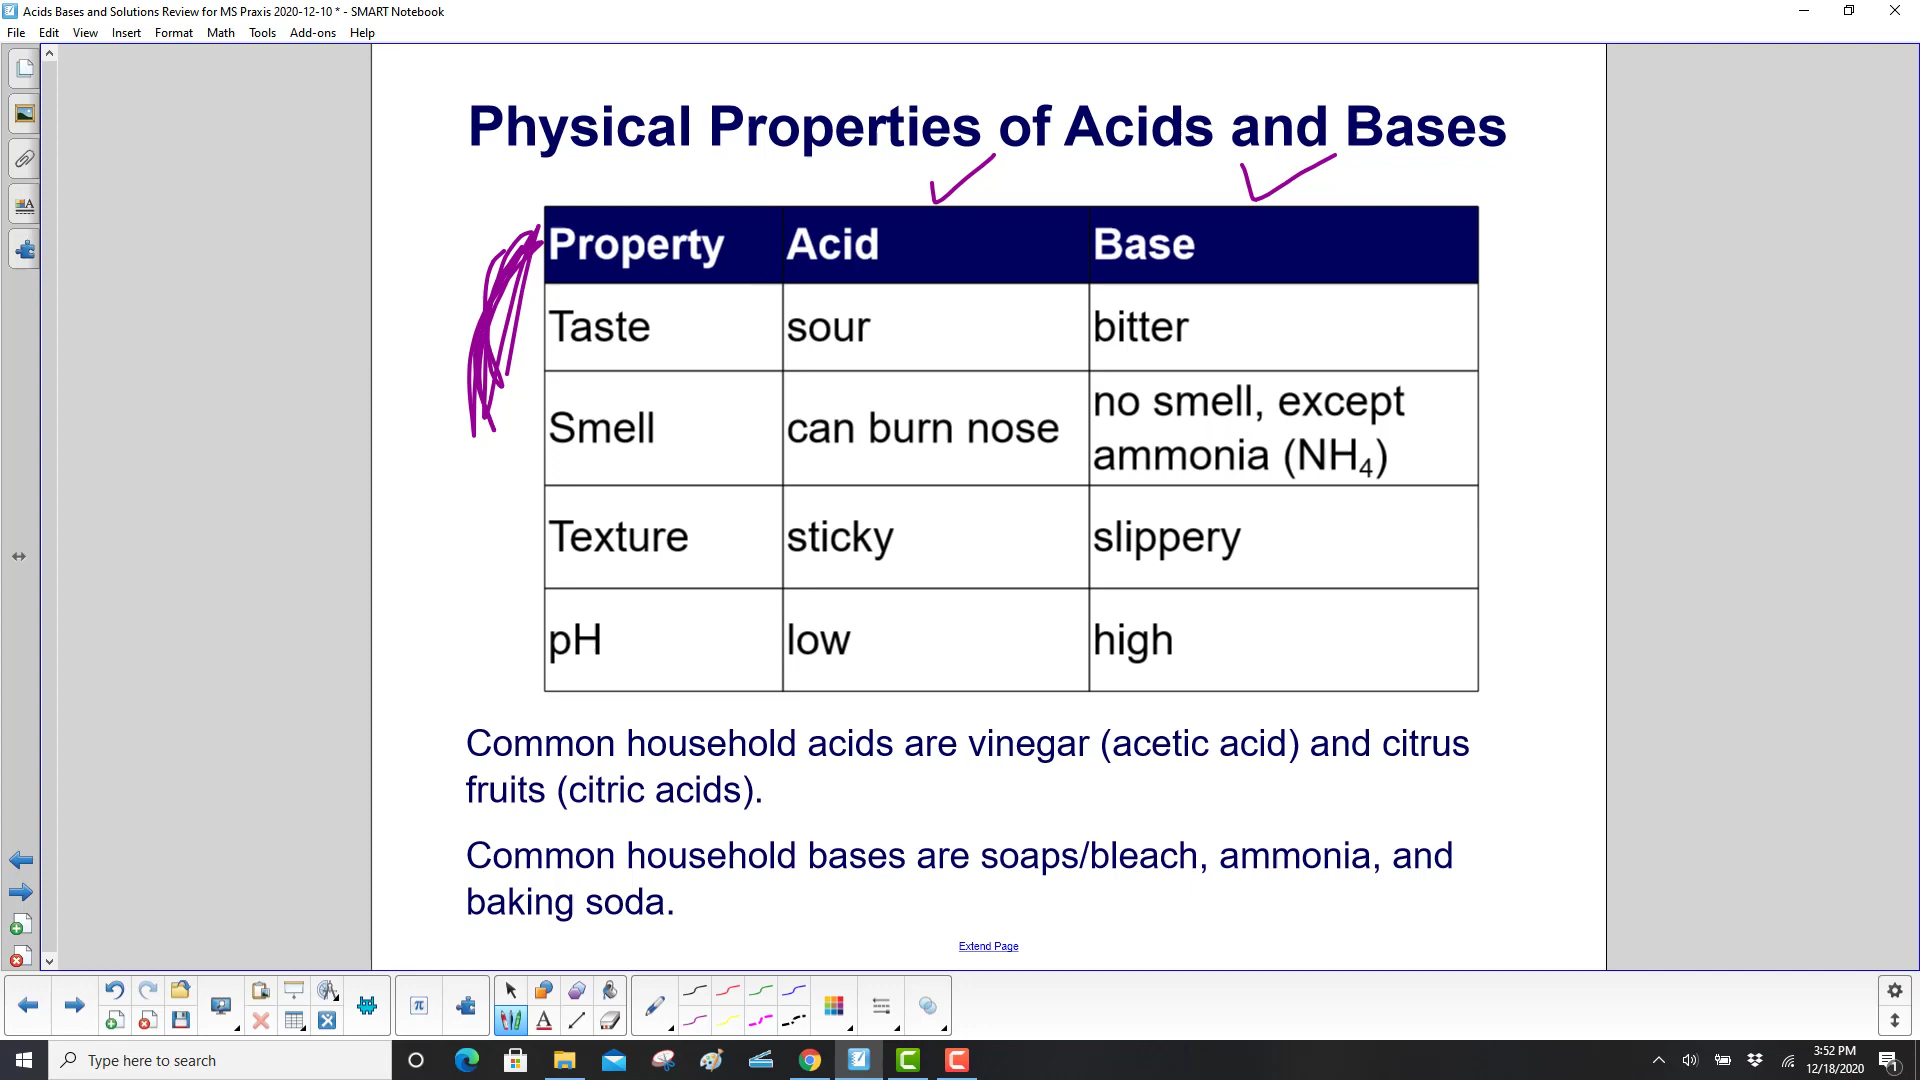 Acids Bases and Solutions Review for MS Praxis 2020-12-10 * - SMART Notebook
File Edit View Insert Format Math Tools Add-ons Help
Physical Properties of Acids and Bases
Property Acid Base
Taste sour bitter
Smell can burn nose no smell, except
ammonia (NH₄)
Texture sticky slippery
pH low high
Common household acids are vinegar (acetic acid) and citrus
fruits (citric acids).
Common household bases are soaps/bleach, ammonia, and
baking soda.
Extend Page
Type here to search
3:52 PM
12/18/2020